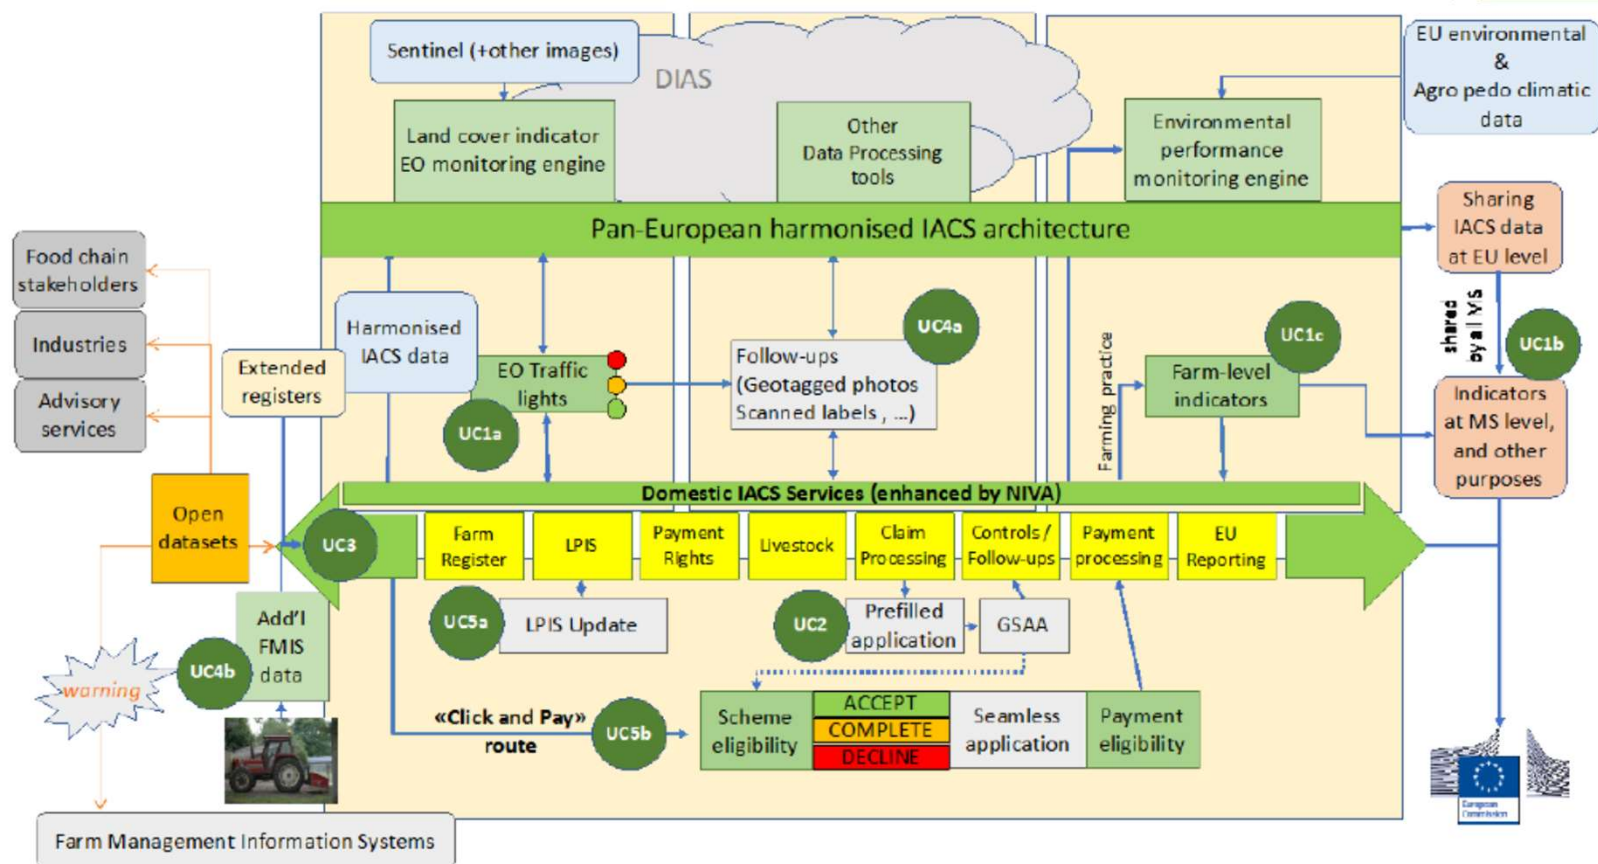 Sentinel (+other images)
DIAS
EU environmental
&
Agro pedo climatic
data
Land cover indicator
EO monitoring engine
Other
Data Processing
tools
Environmental
performance
monitoring engine
Pan-European harmonised IACS architecture
Sharing
IACS data
at EU level
Food chain
stakeholders
Industries
Advisory
services
Harmonised
IACS data
Extended
registers
EO Traffic
lights
UC1a
Follow-ups
(Geotagged photos
Scanned labels , ...)
UC4a
Farming practice
UC1c
Farm-level
indicators
shared
by all MS
UC1b
Indicators
at MS level,
and other
purposes
Domestic IACS Services (enhanced by NIVA)
Open
datasets
UC3
Farm
Register
LPIS
Payment
Rights
Livestock
Claim
Processing
Controls /
Follow-ups
Payment
processing
EU
Reporting
UC5a
LPIS Update
UC2
Prefilled
application
GSAA
Add'l
FMIS
data
UC4b
warning
«Click and Pay»
route
UC5b
Scheme
eligibility
ACCEPT
COMPLETE
DECLINE
Seamless
application
Payment
eligibility
European
Commission
Farm Management Information Systems